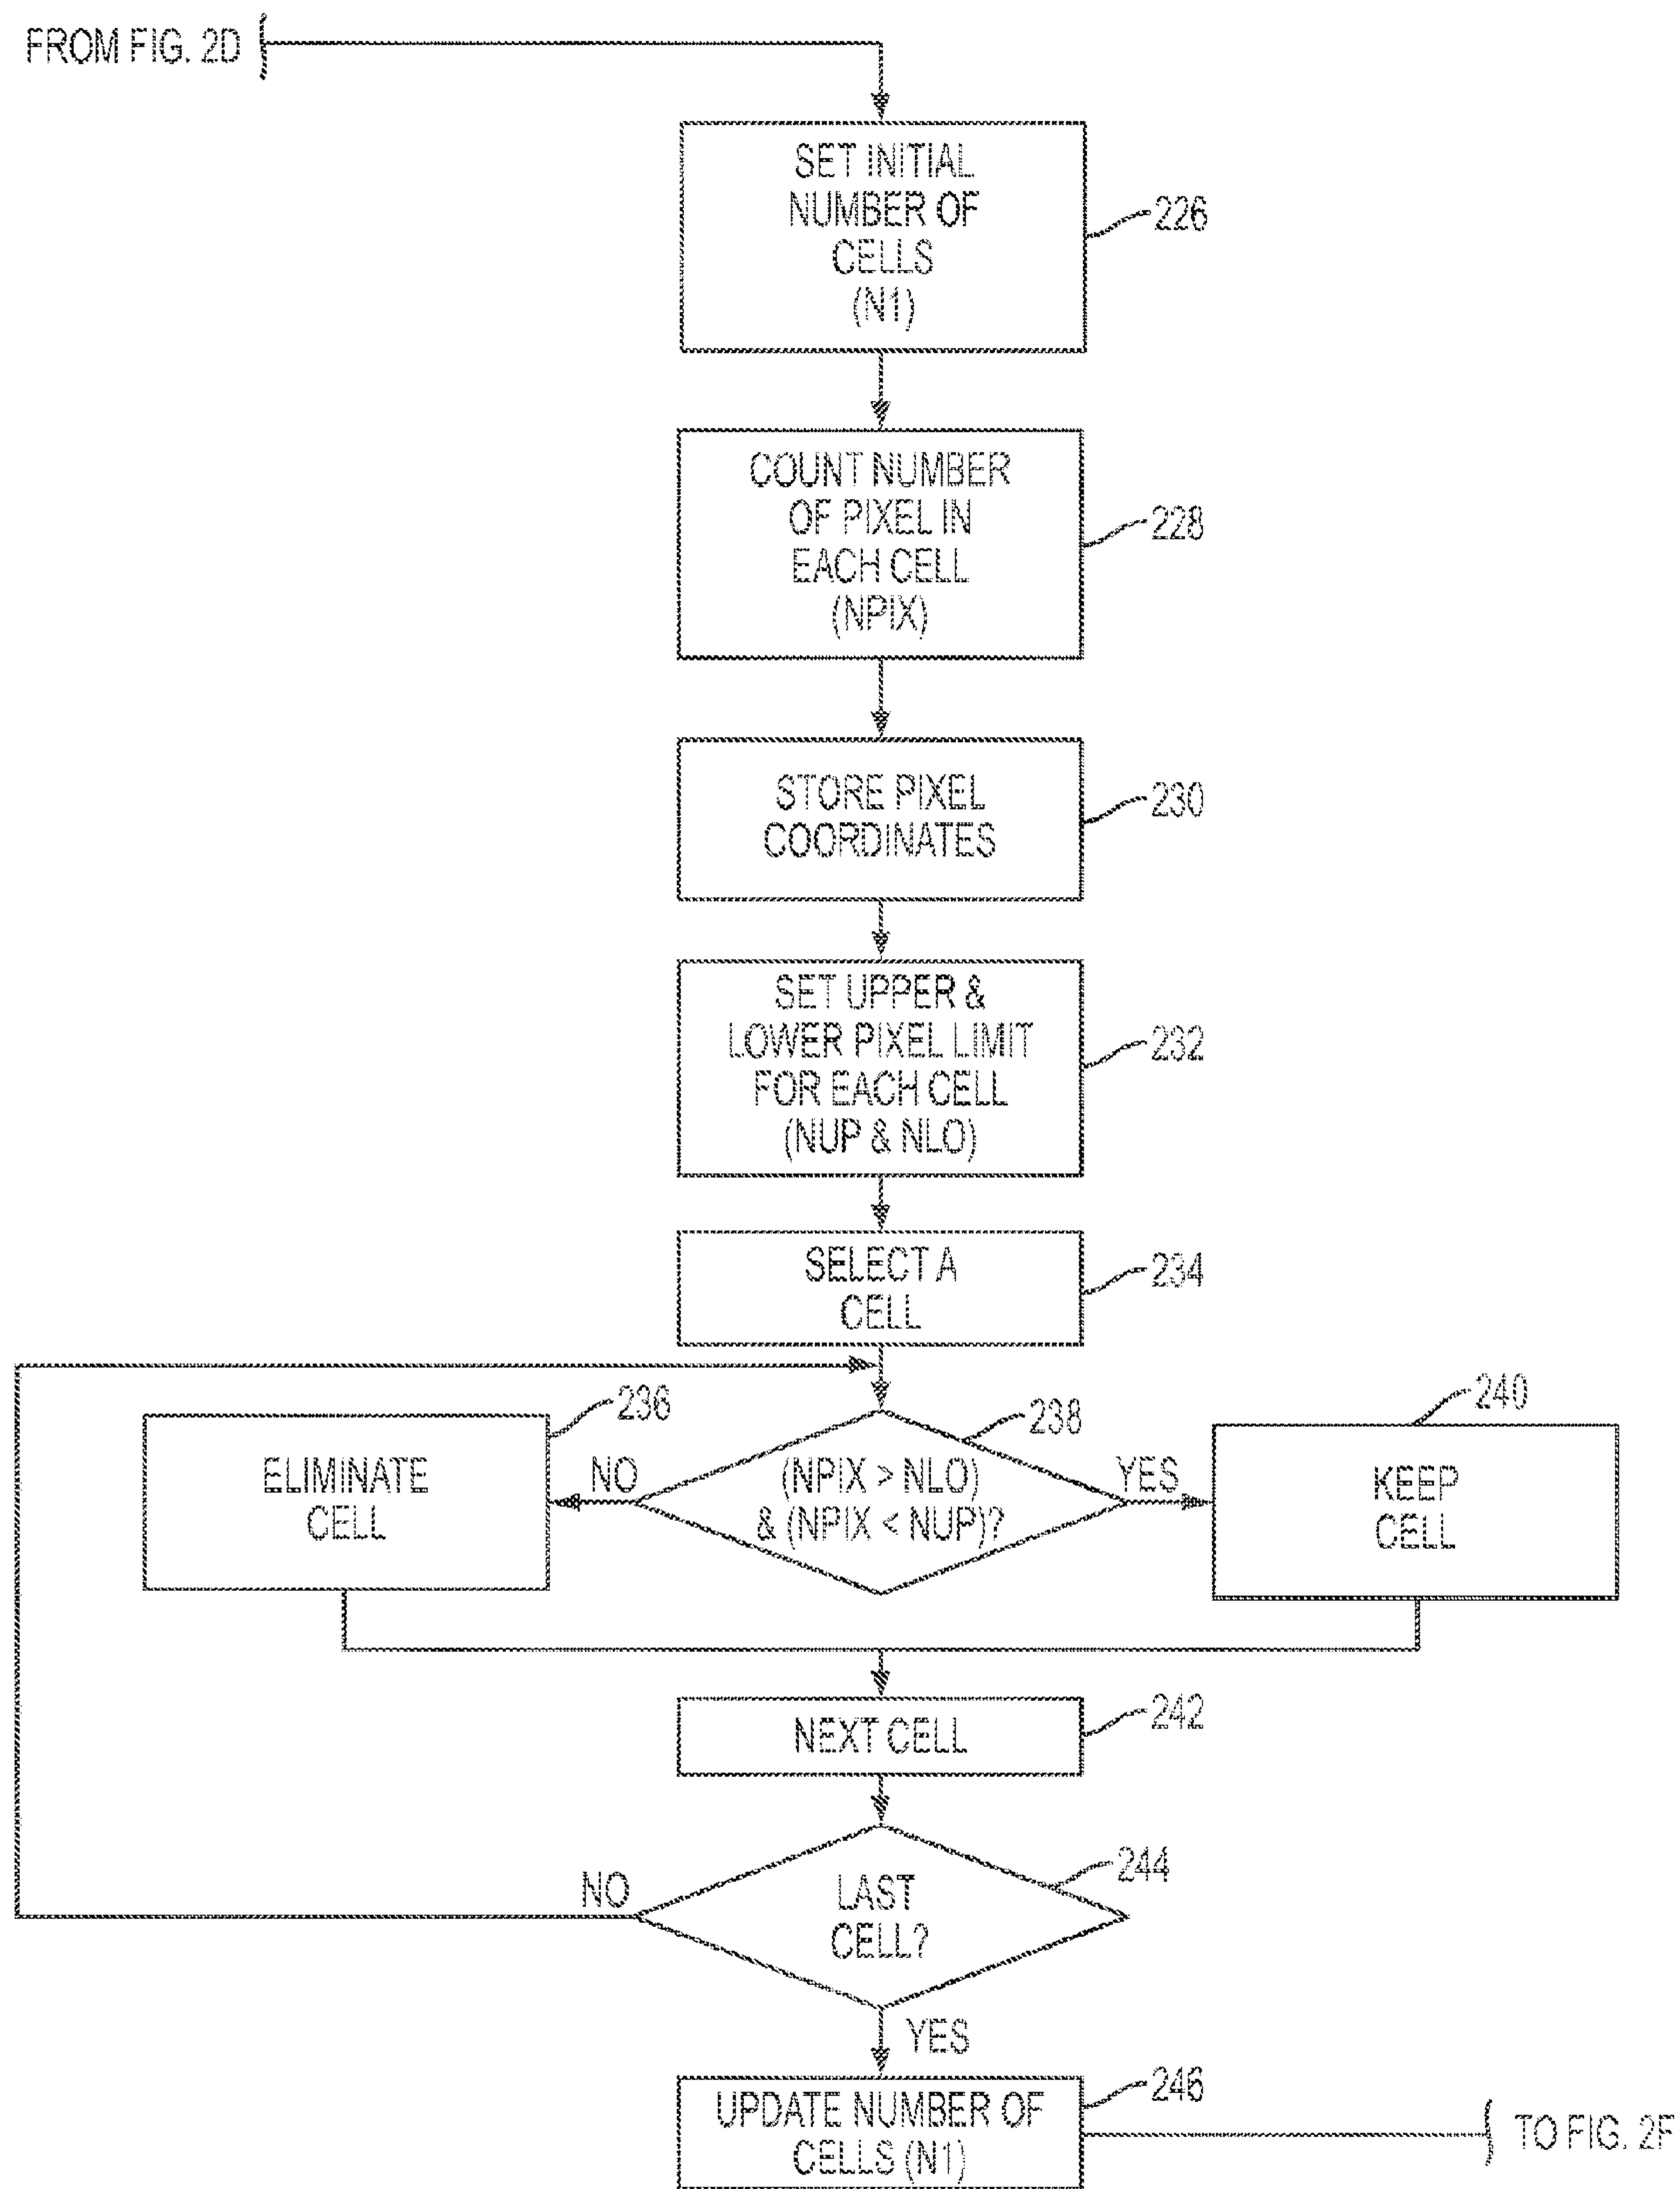 FROM FIG. 2D
SET INITIAL
NUMBER OF
CELLS
(N1)
226
COUNT NUMBER
OF PIXEL IN
EACH CELL
(NPIX)
228
STORE PIXEL
COORDINATES
230
SET UPPER &
LOWER PIXEL LIMIT
FOR EACH CELL
(NUP & NLO)
232
SELECT A
CELL
234
236
ELIMINATE
CELL
NO
238
(NPIX > NLO)
& (NPIX < NUP)?
YES
240
KEEP
CELL
NEXT CELL
242
NO
LAST
CELL?
244
YES
UPDATE NUMBER OF
CELLS (N1)
246
TO FIG. 2F